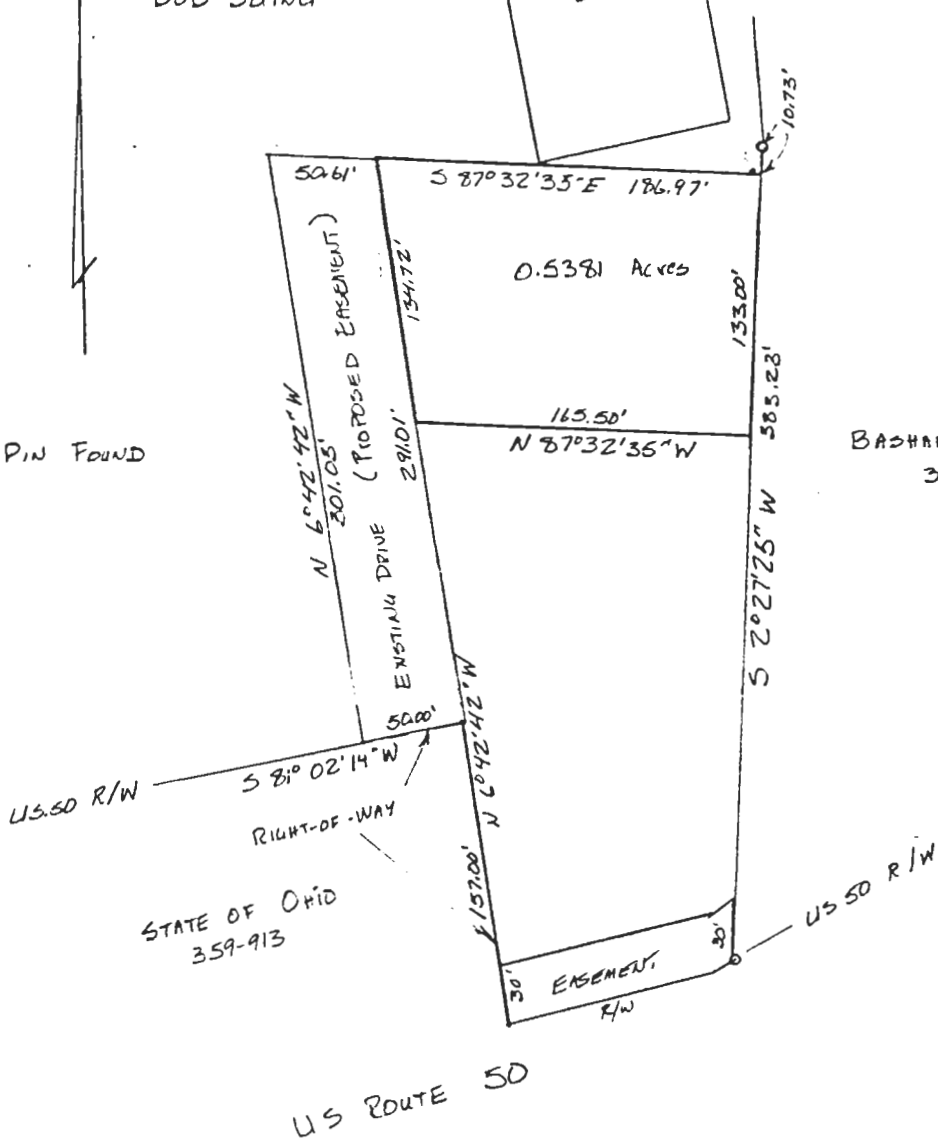 10.73'
50.61'
S 87°32'35"E 186.97'
134.72'
(PROPOSED EASEMENT)
0.5381 Acres
133.00'
383.23'
165.50'
N 87°32'35"W
PIN FOUND
N 6°42'42"W
301.03'
291.01'
EXISTING DRIVE
S 2°27'25" W
50.00'
S 81°02'14"W
US.50 R/W
N 6°42'42"W
RIGHT-OF-WAY
157.00'
STATE OF OHIO
359-913
US 50 R/W
30'
EASEMENT
30'
R/W
US ROUTE 50